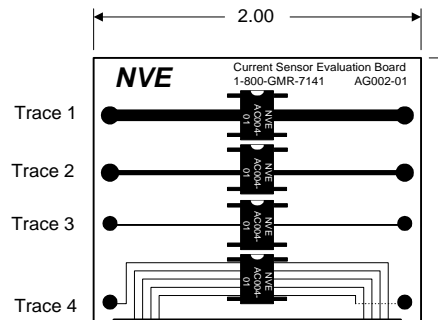 2.00
NVE
Current Sensor Evaluation Board
1-800-GMR-7141 AG002-01
Trace 1
NVE
AC004-
01
Trace 2
NVE
AC004-
01
Trace 3
NVE
AC004-
01
Trace 4
NVE
AC004-
01